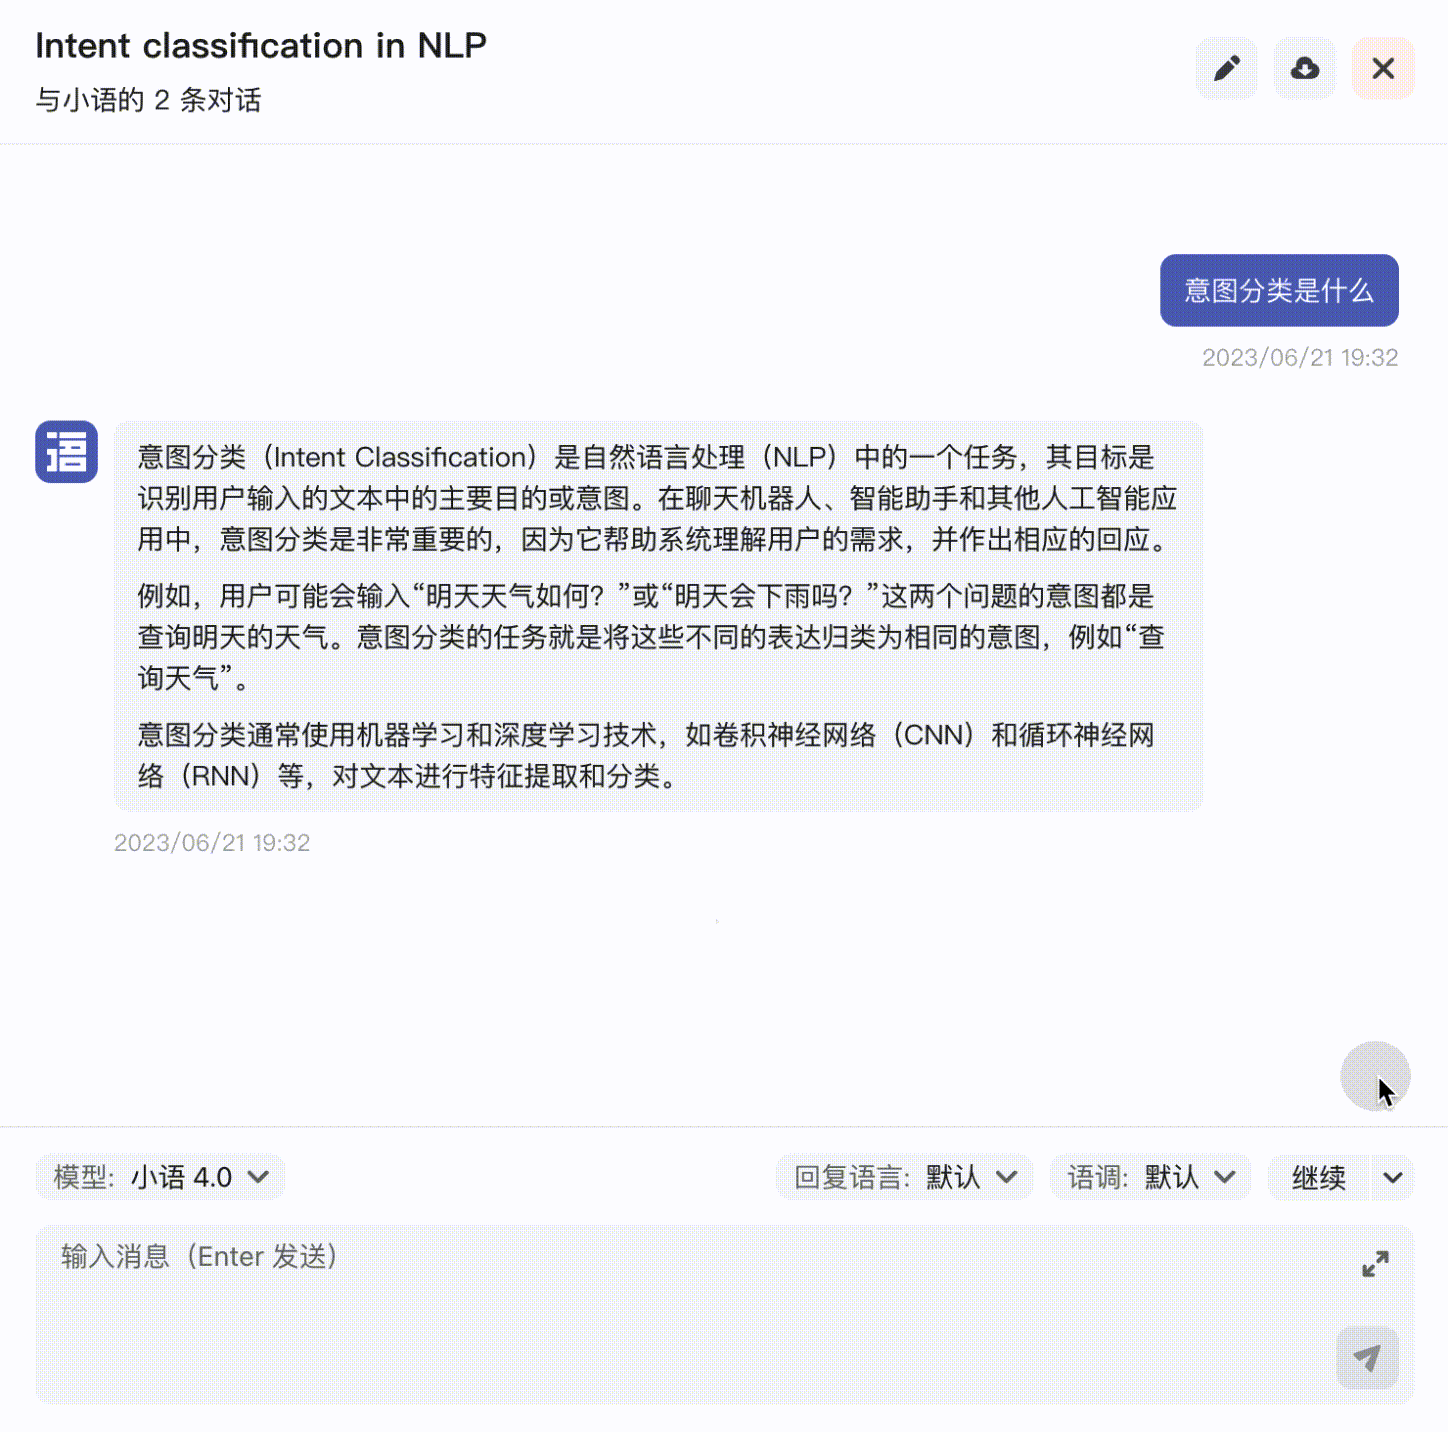 Intent classification in NLP
与小语的 2 条对话
意图分类是什么
2023/06/21 19:32
语
意图分类（Intent Classification）是自然语言处理（NLP）中的一个任务，其目标是
识别用户输入的文本中的主要目的或意图。在聊天机器人、智能助手和其他人工智能应
用中，意图分类是非常重要的，因为它帮助系统理解用户的需求，并作出相应的回应。
例如，用户可能会输入“明天天气如何？”或“明天会下雨吗？”这两个问题的意图都是
查询明天的天气。意图分类的任务就是将这些不同的表达归类为相同的意图，例如“查
询天气”。
意图分类通常使用机器学习和深度学习技术，如卷积神经网络（CNN）和循环神经网
络（RNN）等，对文本进行特征提取和分类。
2023/06/21 19:32
模型: 小语 4.0
回复语言: 默认
语调: 默认
继续
输入消息（Enter 发送）